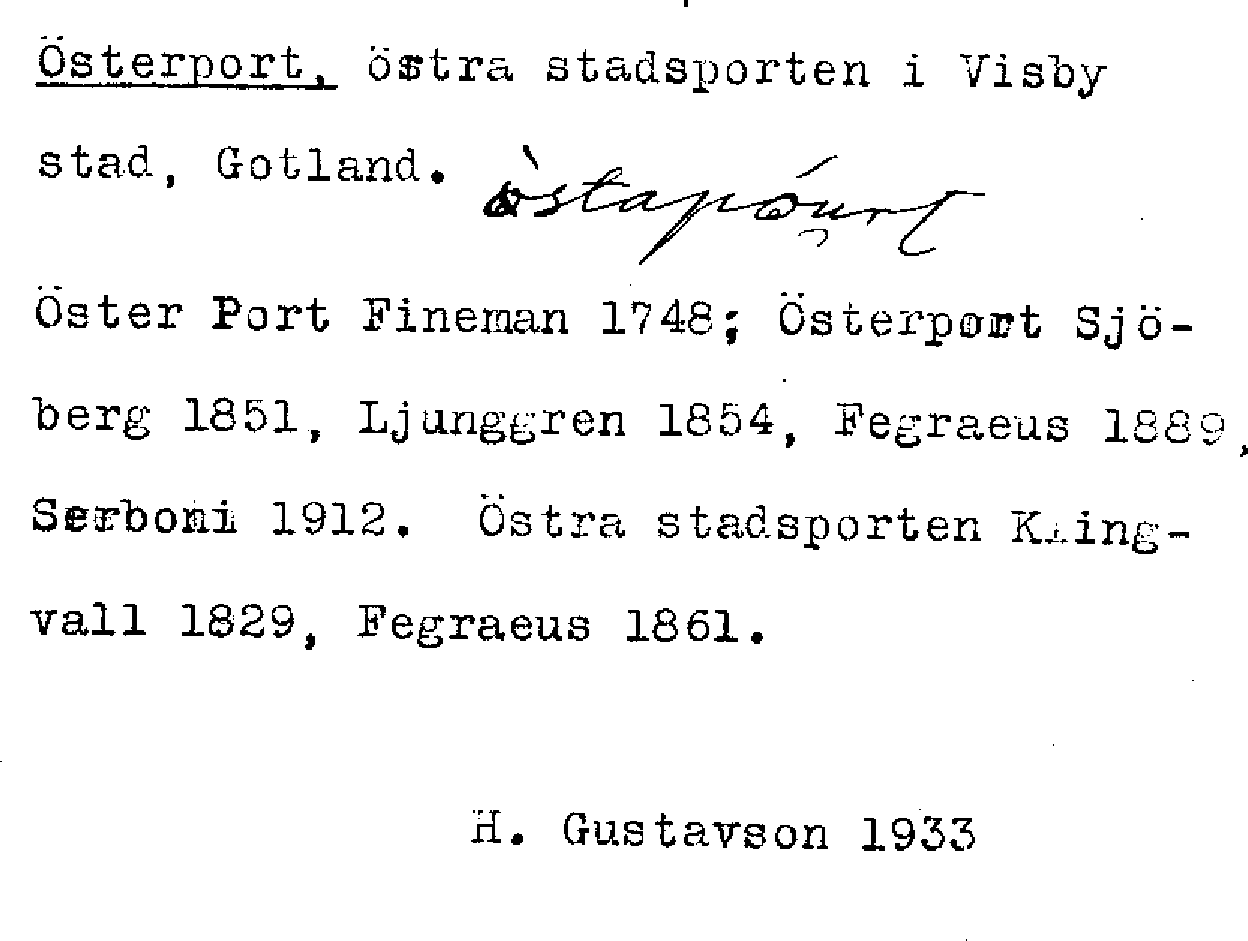 Österport, östra stadsporten i Visby
stad, Gotland.
Öster Port Fineman 1748; Österport Sjö-
berg 1851, Ljunggren 1854, Fegraeus 1889,
Serboni 1912. Östra stadsporten Kling-
vall 1829, Fegraeus 1861.
H. Gustavson 1933